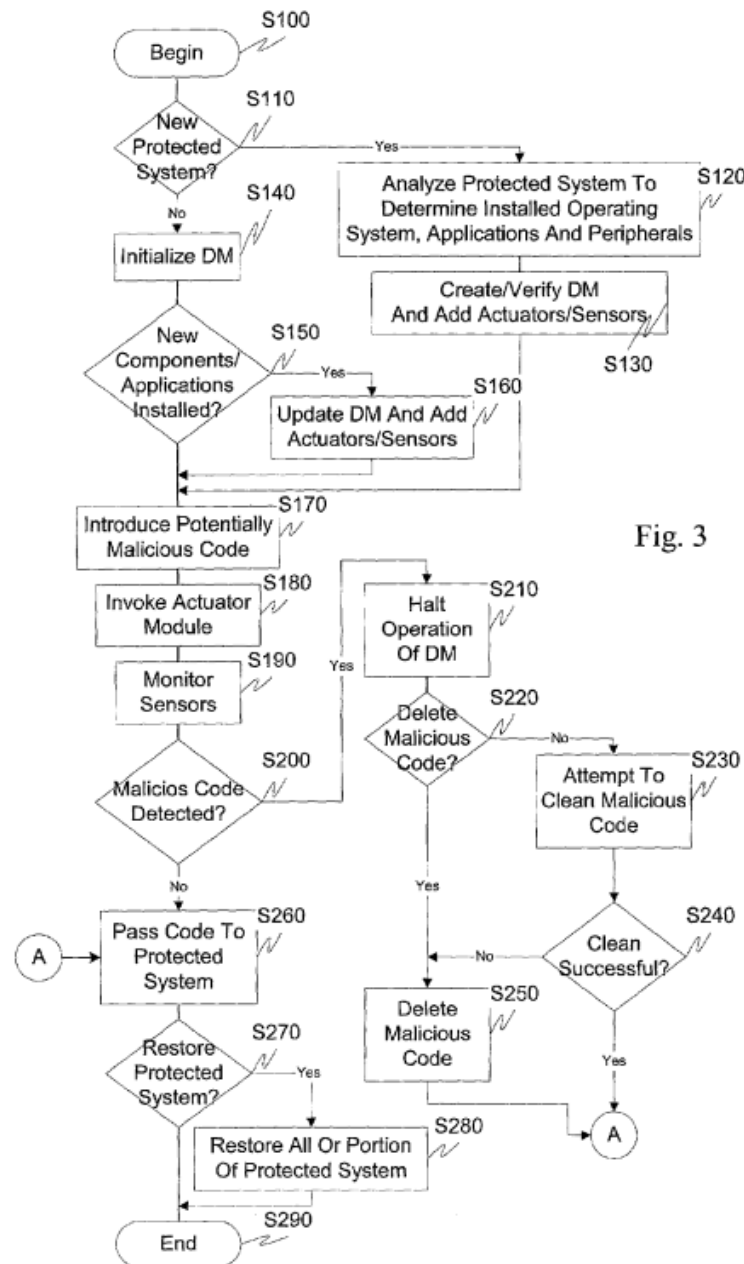 S100
Begin
S110
New
Protected
System?
Yes
No
S120
Analyze Protected System To
Determine Installed Operating
System, Applications And Peripherals
S140
Initialize DM
Create/Verify DM
And Add Actuators/Sensors
S130
S150
New
Components/
Applications
Installed?
Yes
S160
Update DM And Add
Actuators/Sensors
S170
Introduce Potentially
Malicious Code
Fig. 3
S180
Invoke Actuator
Module
S190
Monitor
Sensors
S200
Malicios Code
Detected?
Yes
No
S210
Halt
Operation
Of DM
S220
Delete
Malicious
Code?
No
Yes
S230
Attempt To
Clean Malicious
Code
S240
Clean
Successful?
No
Yes
S250
Delete
Malicious
Code
A
A
S260
Pass Code To
Protected
System
S270
Restore
Protected
System?
Yes
S280
Restore All Or Portion
Of Protected System
S290
End